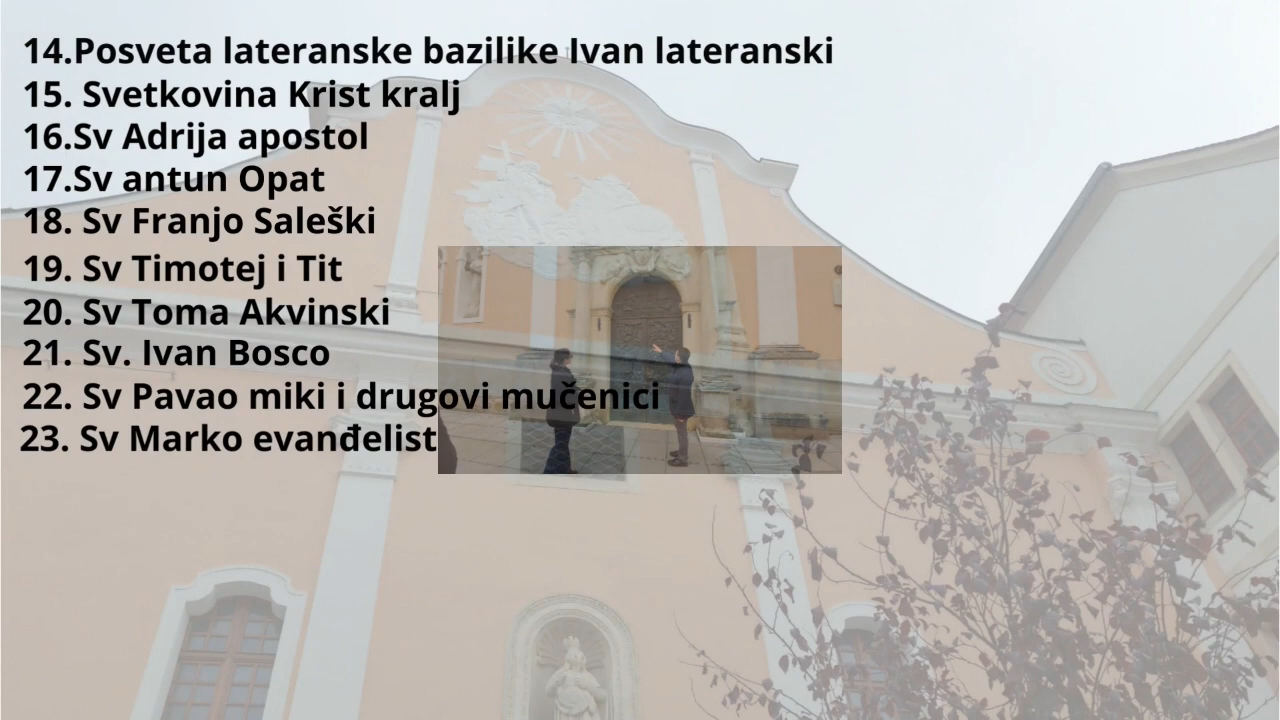 14.Posveta lateranske bazilike Ivan lateranski
15. Svetkovina Krist kralj
16.Sv Adrija apostol
17.Sv antun Opat
18. Sv Franjo Saleški
19. Sv Timotej i Tit
20. Sv Toma Akvinski
21. Sv. Ivan Bosco
22. Sv Pavao miki i drugovi mučenici
23. Sv Marko evanđelist